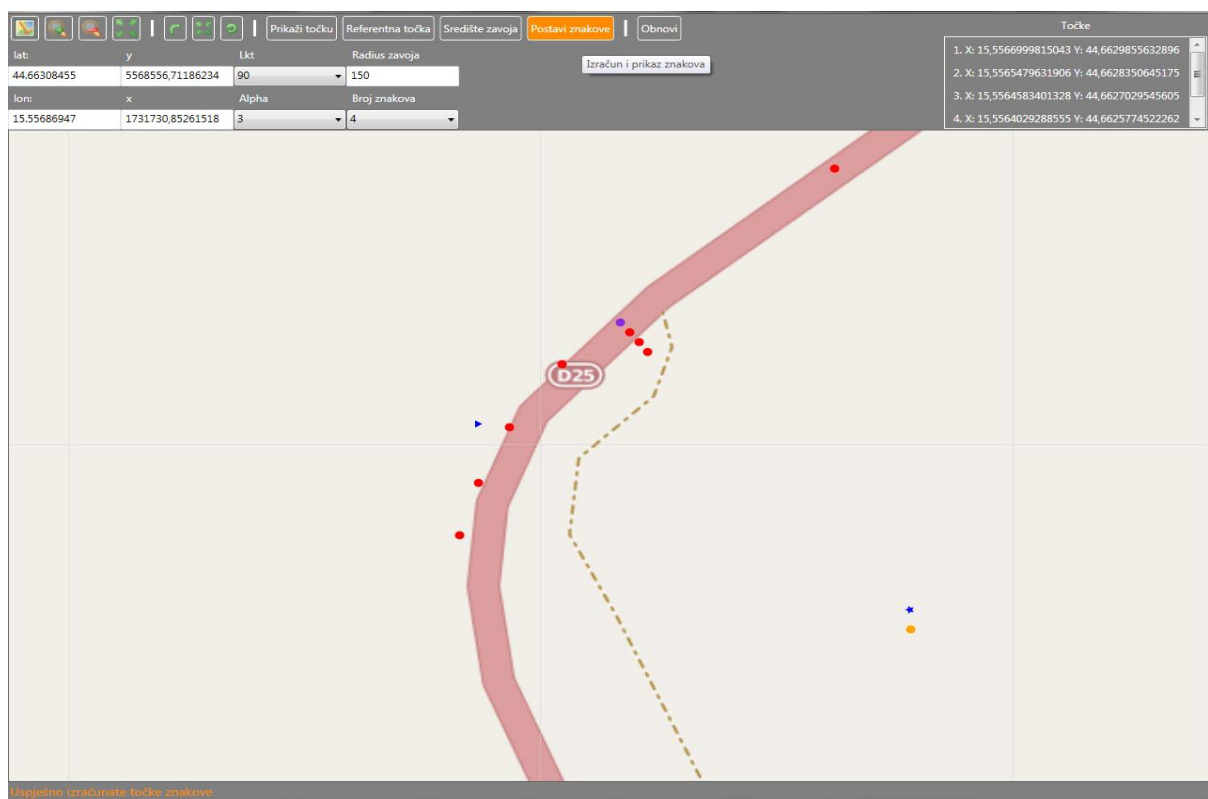 Prikaži točku Referentna točka Središte zavoja Postavi znakove Obnovi
Točke
lat: y Lkt Radius zavoja
44.66308455 5568556,71186234 90 150
Izračun i prikaz znakova
lon: x Alpha Broj znakova
15.55686947 1731730,85261518 3 4
1. X: 15,5566999815043 Y: 44,6629855632896
2. X: 15,5565479631906 Y: 44,6628350645175
3. X: 15,5564583401328 Y: 44,6627029545605
4. X: 15,5564029288555 Y: 44,6625774522262
D25
Uspješno izračunate točke znakove